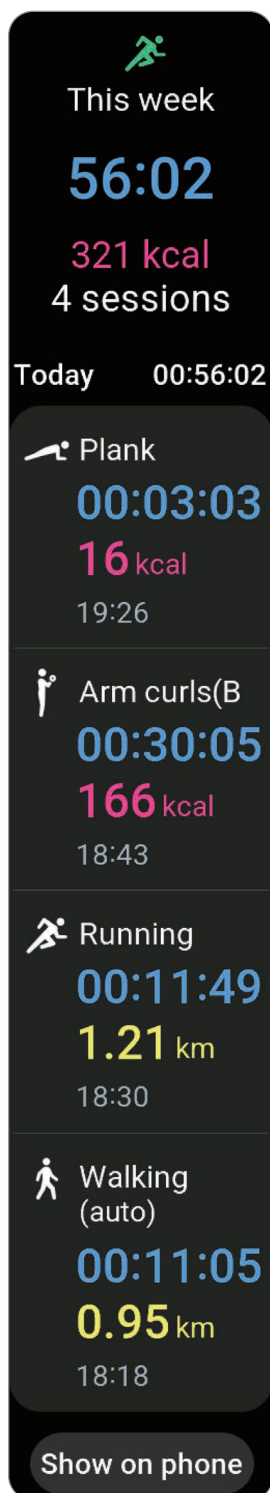 This week
56:02
321 kcal
4 sessions
Today 00:56:02
Plank
00:03:03
16 kcal
19:26
Arm curls(B
00:30:05
166 kcal
18:43
Running
00:11:49
1.21 km
18:30
Walking
(auto)
00:11:05
0.95 km
18:18
Show on phone